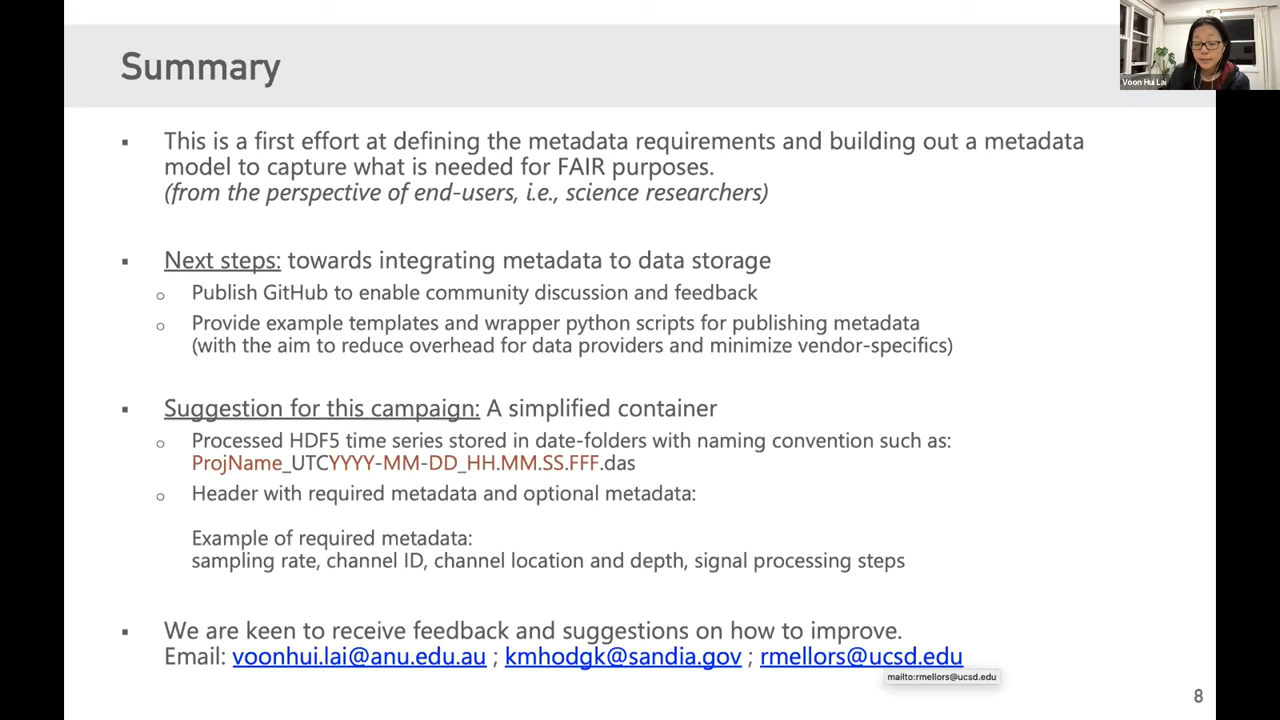 Summary
Voon Hui Lai
▪ This is a first effort at defining the metadata requirements and building out a metadata
model to capture what is needed for FAIR purposes.
(from the perspective of end-users, i.e., science researchers)
▪ Next steps: towards integrating metadata to data storage
o Publish GitHub to enable community discussion and feedback
o Provide example templates and wrapper python scripts for publishing metadata
(with the aim to reduce overhead for data providers and minimize vendor-specifics)
▪ Suggestion for this campaign: A simplified container
o Processed HDF5 time series stored in date-folders with naming convention such as:
ProjName_UTCYYYY-MM-DD_HH.MM.SS.FFF.das
o Header with required metadata and optional metadata:
Example of required metadata:
sampling rate, channel ID, channel location and depth, signal processing steps
▪ We are keen to receive feedback and suggestions on how to improve.
Email: voonhui.lai@anu.edu.au ; kmhodgk@sandia.gov ; rmellors@ucsd.edu
mailto:rmellors@ucsd.edu
8